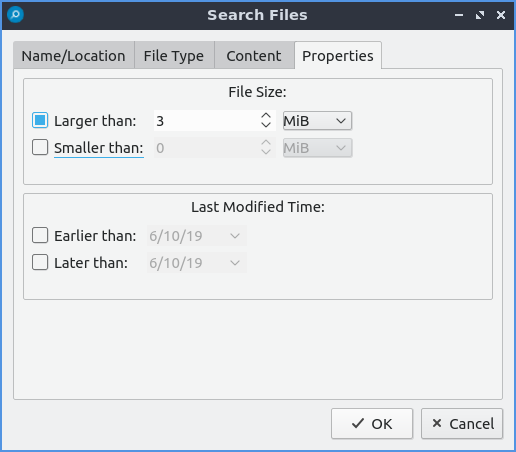 Search Files
Name/Location File Type Content Properties
File Size:
Larger than: 3 MiB
Smaller than: 0 MiB
Last Modified Time:
Earlier than: 6/10/19
Later than: 6/10/19
OK Cancel